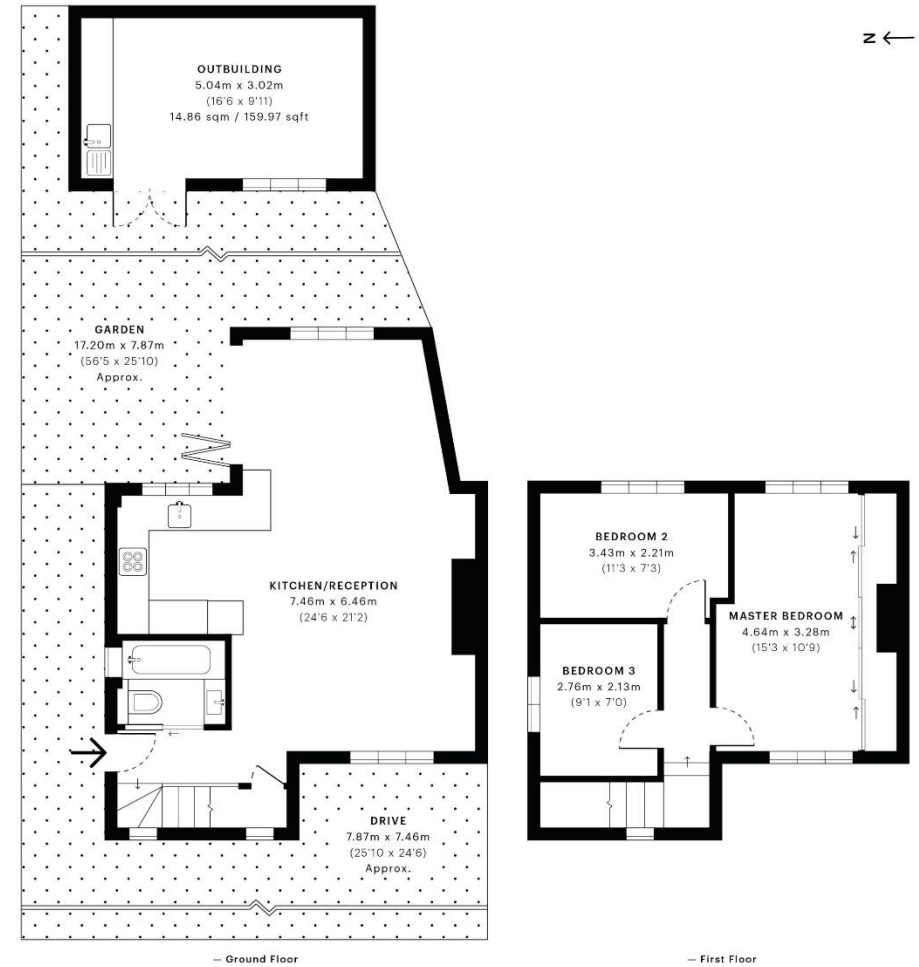 OUTBUILDING
5.04m x 3.02m
(16'6 x 9'11)
14.86 sqm / 159.97 sqft
N
GARDEN
17.20m x 7.87m
(56'5 x 25'10)
Approx.
KITCHEN/RECEPTION
7.46m x 6.46m
(24'6 x 21'2)
DRIVE
7.87m x 7.46m
(25'10 x 24'6)
Approx.
— Ground Floor
BEDROOM 2
3.43m x 2.21m
(11'3 x 7'3)
MASTER BEDROOM
4.64m x 3.28m
(15'3 x 10'9)
BEDROOM 3
2.76m x 2.13m
(9'1 x 7'0)
— First Floor